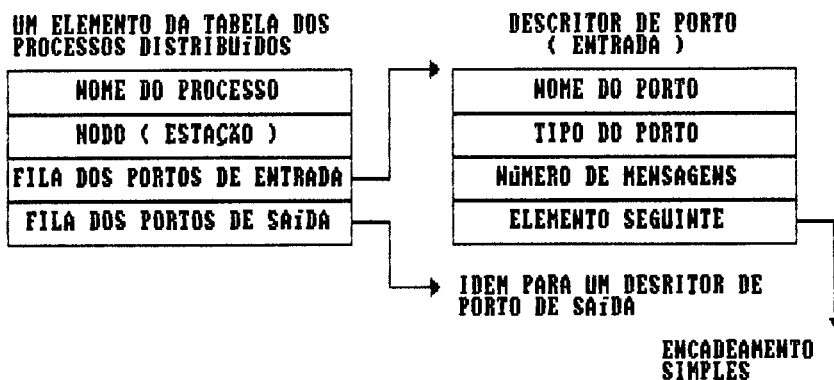 UM ELEMENTO DA TABELA DOS
PROCESSOS DISTRIBUÍDOS
NOME DO PROCESSO
NODO ( ESTAÇÃO )
FILA DOS PORTOS DE ENTRADA
FILA DOS PORTOS DE SAÍDA
DESCRITOR DE PORTO
( ENTRADA )
NOME DO PORTO
TIPO DO PORTO
NÚMERO DE MENSAGENS
ELEMENTO SEGUINTE
IDEM PARA UM DESRITOR DE
PORTO DE SAÍDA
ENCADEAMENTO
SIMPLES